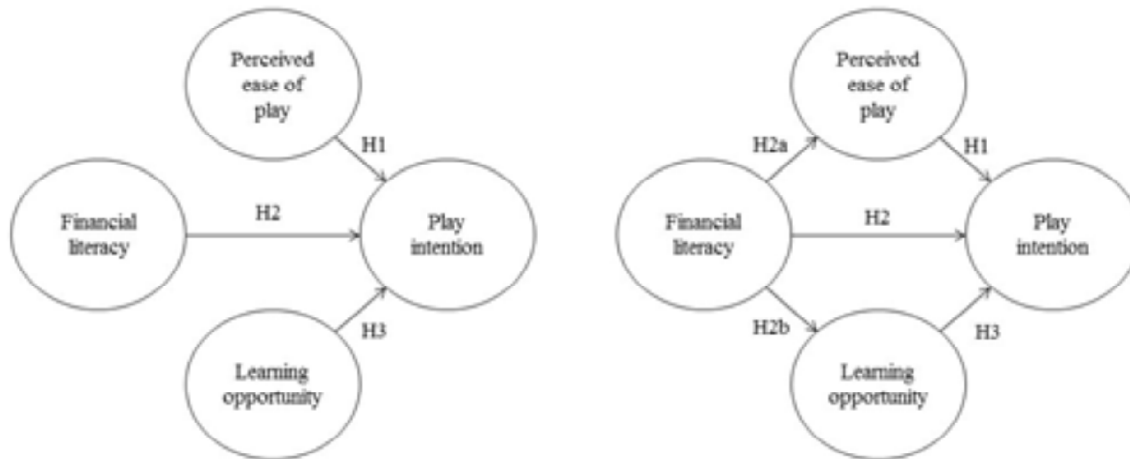 Perceived
ease of
play
H1
Financial
literacy
H2
Play
intention
H3
Learning
opportunity
Perceived
ease of
play
H2a
H1
Financial
literacy
H2
Play
intention
H2b
H3
Learning
opportunity